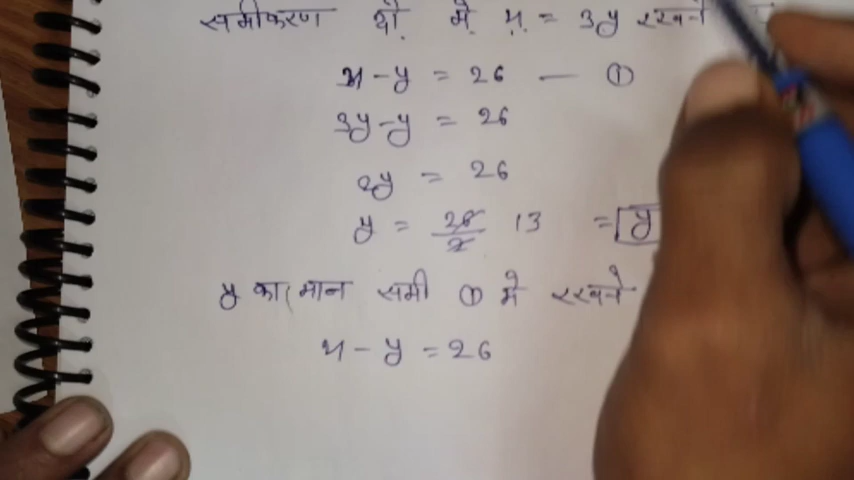 समीकरण दो में x = 3y रखने
x - y = 26 — ①
3y - y = 26
2y = 26
y = 26/2 13 = y
y का मान समी ① में रखने
x - y = 26